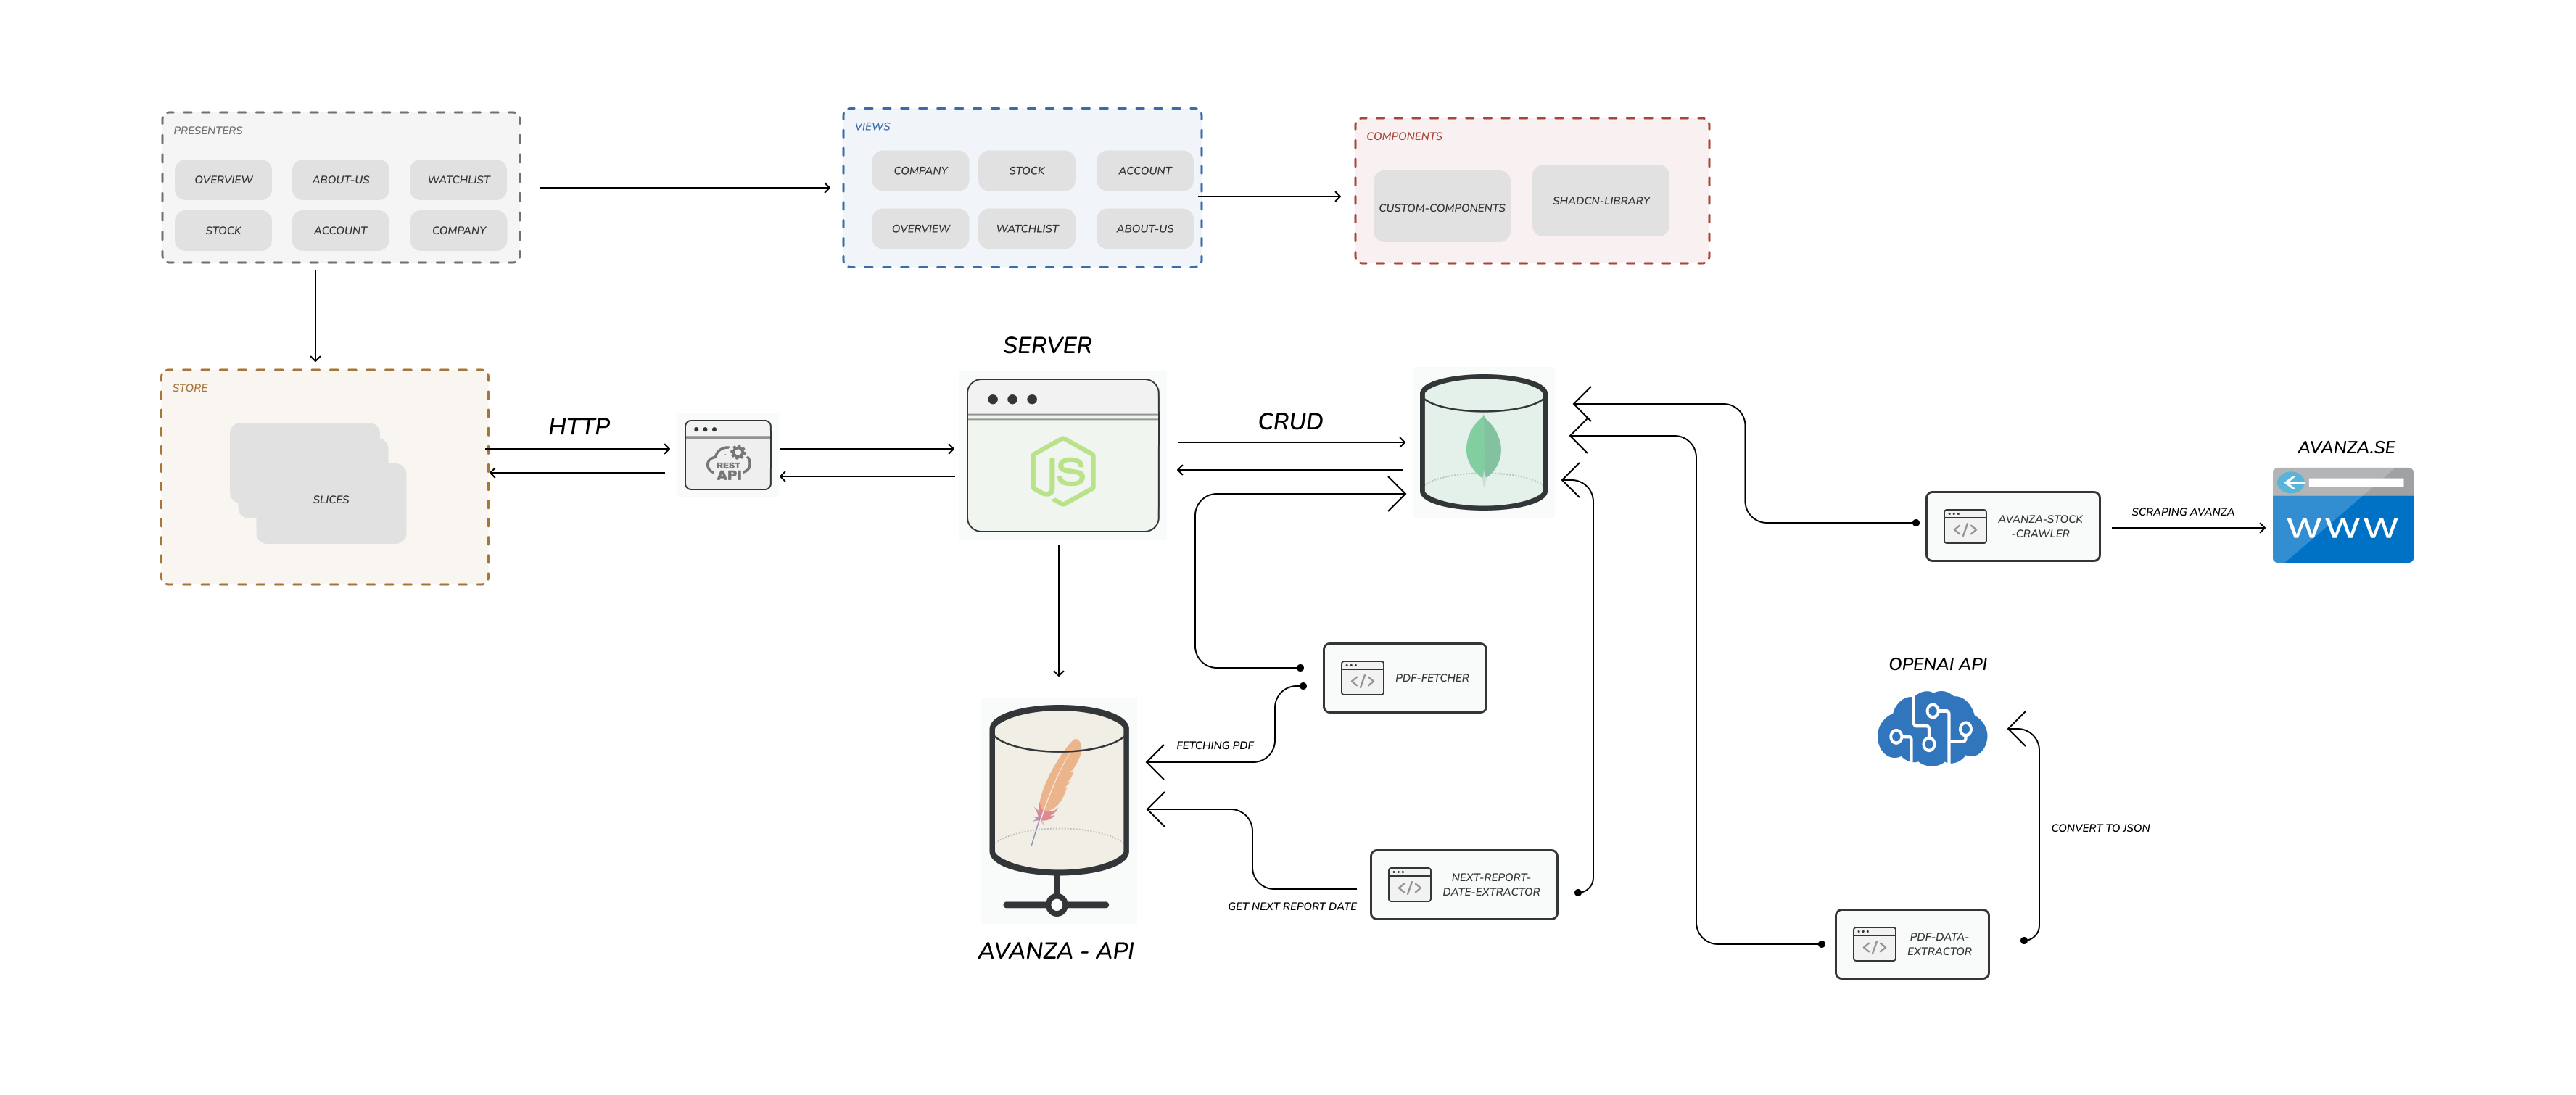 PRESENTERS
OVERVIEW
ABOUT-US
WATCHLIST
STOCK
ACCOUNT
COMPANY
VIEWS
COMPANY
STOCK
ACCOUNT
OVERVIEW
WATCHLIST
ABOUT-US
COMPONENTS
CUSTOM-COMPONENTS
SHADCN-LIBRARY
STORE
SLICES
HTTP
REST
API
SERVER
JS
CRUD
AVANZA-STOCK
-CRAWLER
SCRAPING AVANZA
AVANZA.SE
WWW
PDF-FETCHER
FETCHING PDF
OPENAI API
CONVERT TO JSON
NEXT-REPORT-
DATE-EXTRACTOR
GET NEXT REPORT DATE
PDF-DATA-
EXTRACTOR
AVANZA - API